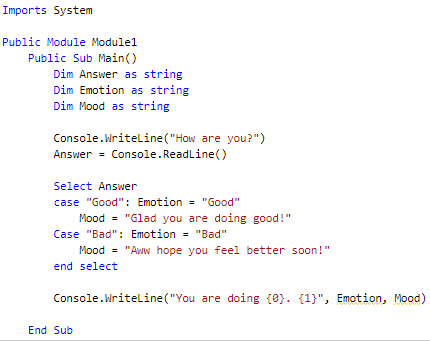 Imports System
Public Module Module1
Public Sub Main()
Dim Answer as string
Dim Emotion as string
Dim Mood as string
Console.WriteLine("How are you?")
Answer = Console.ReadLine()
Select Answer
case "Good": Emotion = "Good"
Mood = "Glad you are doing good!"
Case "Bad": Emotion = "Bad"
Mood = "Aww hope you feel better soon!"
end select
Console.WriteLine("You are doing {0}. {1}", Emotion, Mood)
End Sub